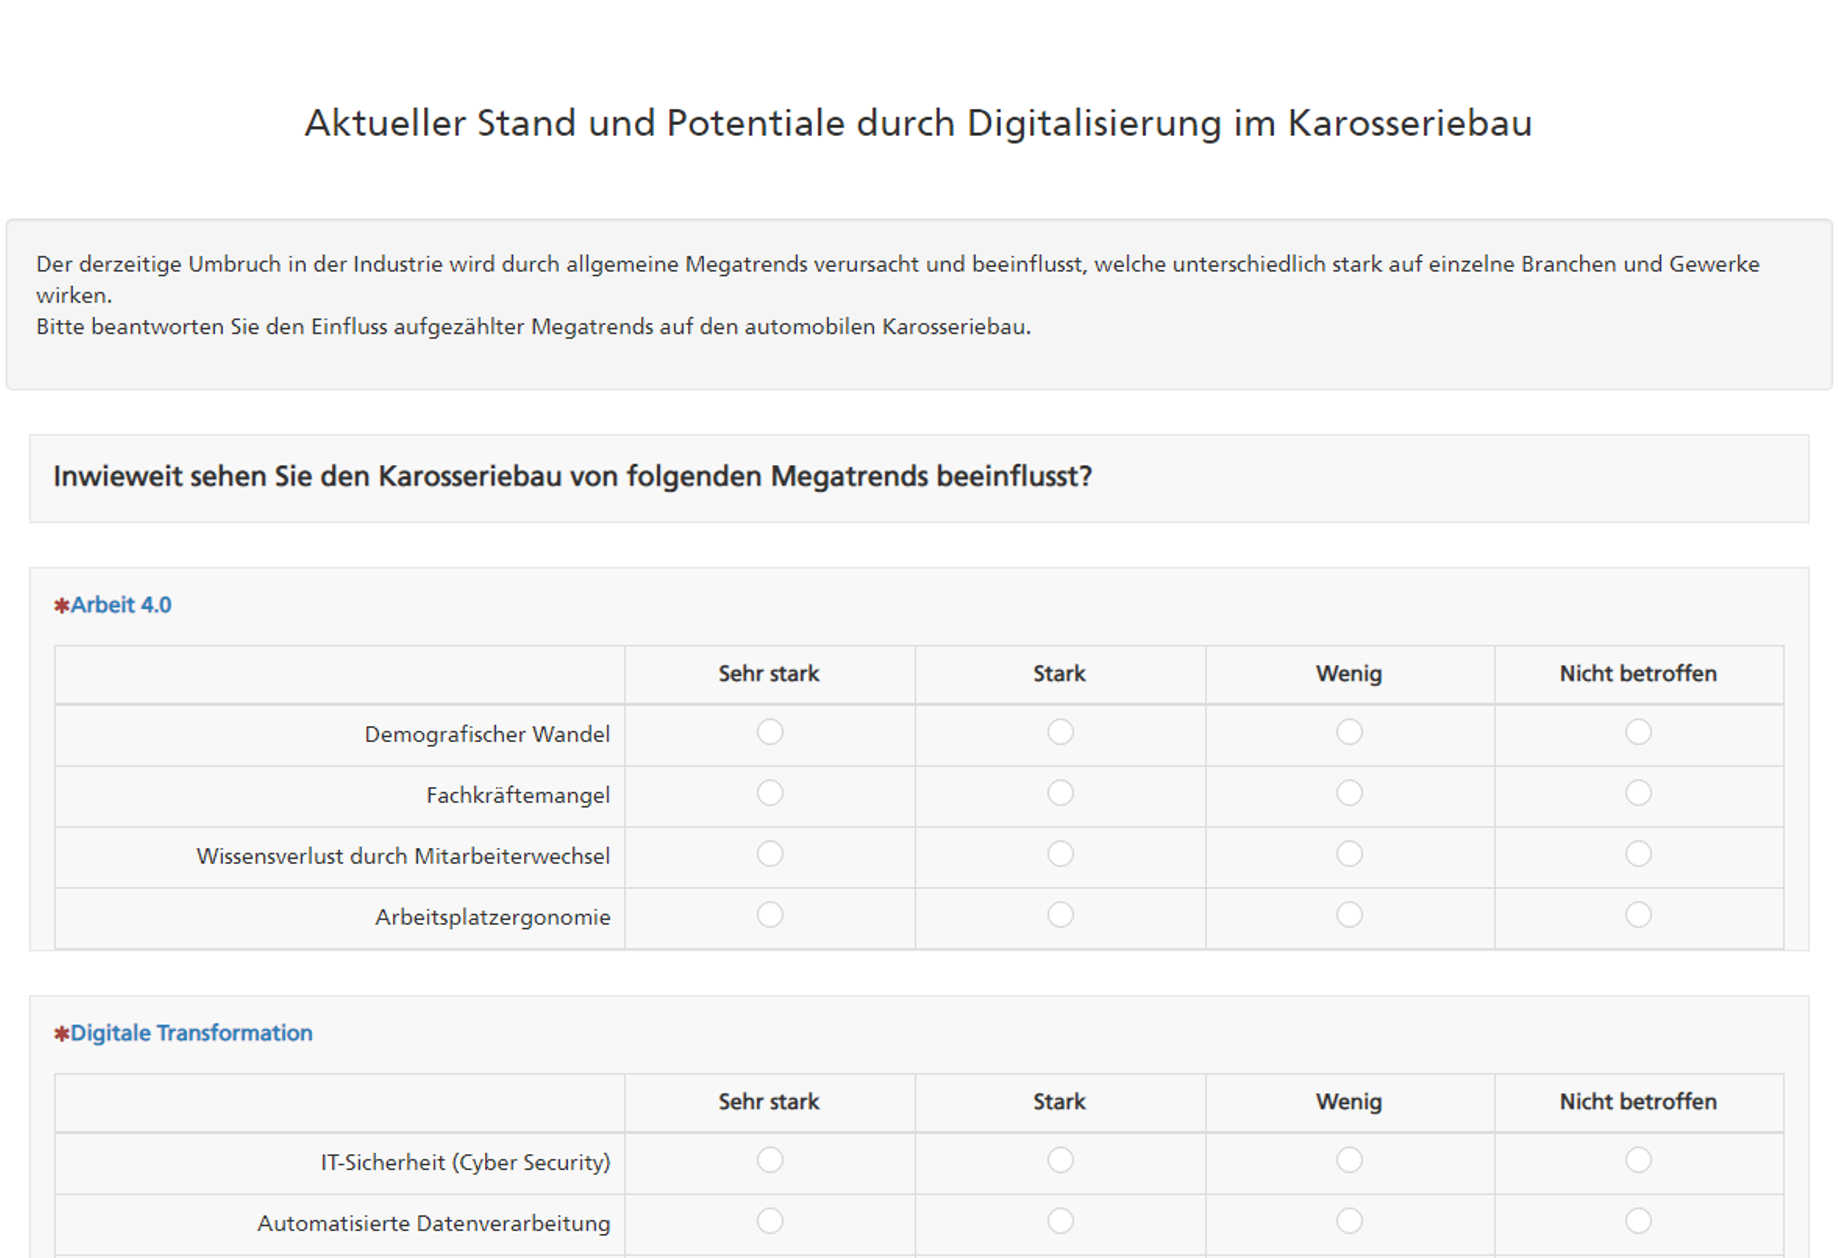 Aktueller Stand und Potentiale durch Digitalisierung im Karosseriebau
Der derzeitige Umbruch in der Industrie wird durch allgemeine Megatrends verursacht und beeinflusst, welche unterschiedlich stark auf einzelne Branchen und Gewerke
wirken.
Bitte beantworten Sie den Einfluss aufgezählter Megatrends auf den automobilen Karosseriebau.
Inwieweit sehen Sie den Karosseriebau von folgenden Megatrends beeinflusst?
✱Arbeit 4.0
Sehr stark Stark Wenig Nicht betroffen
Demografischer Wandel
Fachkräftemangel
Wissensverlust durch Mitarbeiterwechsel
Arbeitsplatzergonomie
✱Digitale Transformation
Sehr stark Stark Wenig Nicht betroffen
IT-Sicherheit (Cyber Security)
Automatisierte Datenverarbeitung